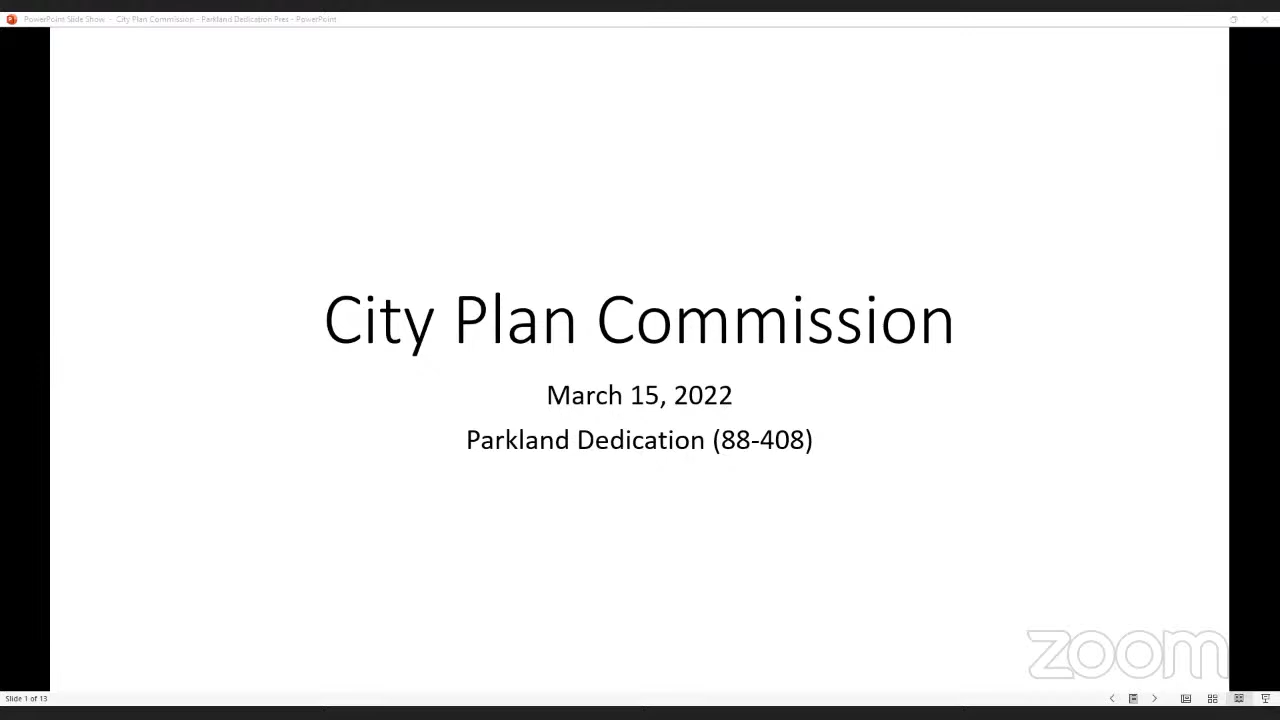 PowerPoint Slide Show - City Plan Commission - Parkland Dedication Pres - PowerPoint
City Plan Commission
March 15, 2022
Parkland Dedication (88-408)
zoom
Slide 1 of 13